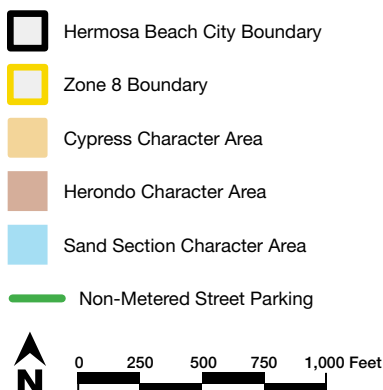 Hermosa Beach City Boundary
Zone 8 Boundary
Cypress Character Area
Herondo Character Area
Sand Section Character Area
Non-Metered Street Parking
N
0 250 500 750 1,000 Feet